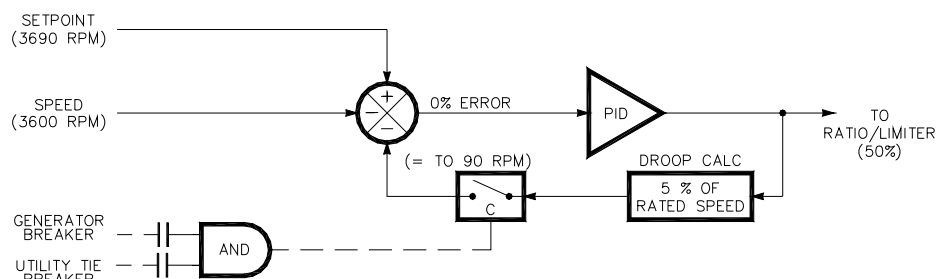 SETPOINT
(3690 RPM)
SPEED
(3600 RPM)
+
−
−
0% ERROR
PID
TO
RATIO/LIMITER
(50%)
(= TO 90 RPM)
DROOP CALC
5 % OF
RATED SPEED
C
GENERATOR
BREAKER
AND
UTILITY TIE
BREAKER